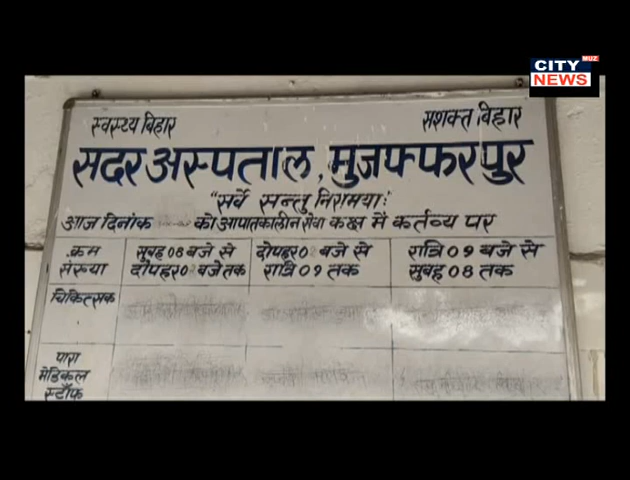 CITY MUZ
NEWS
स्वस्थ्य बिहार सशक्त बिहार
सदर अस्पताल, मुजफ्फरपुर
"सर्वे सन्तु निरामयाः"
आज दिनांक को आपातकालीन सेवा कक्ष में कर्तव्य पर
क्रम सुबह 08 बजे से दोपहर बजे से रात्रि 09 बजे से
संख्या दोपहर बजे तक रात्रि 09 तक सुबह 08 तक
चिकित्सक
पारा
मेडिकल
स्टॉफ